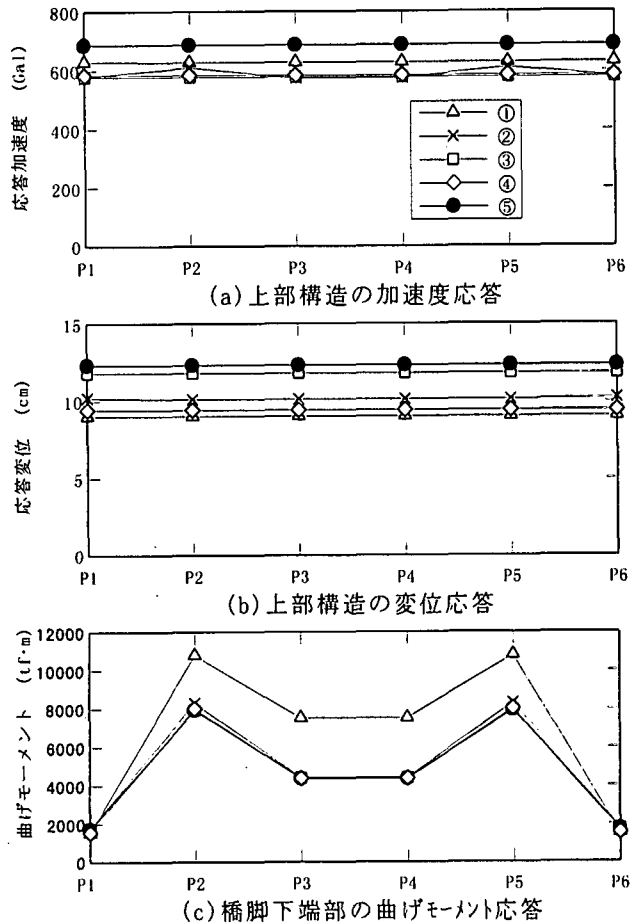 800
600
400
200
0
応答加速度 (Gal)
①
②
③
④
⑤
P1 P2 P3 P4 P5 P6
(a)上部構造の加速度応答
15
10
5
0
応答変位 (cm)
P1 P2 P3 P4 P5 P6
(b)上部構造の変位応答
12000
10000
8000
6000
4000
2000
0
曲げモーメント (tf·m)
P1 P2 P3 P4 P5 P6
(c)橋脚下端部の曲げモーメント応答